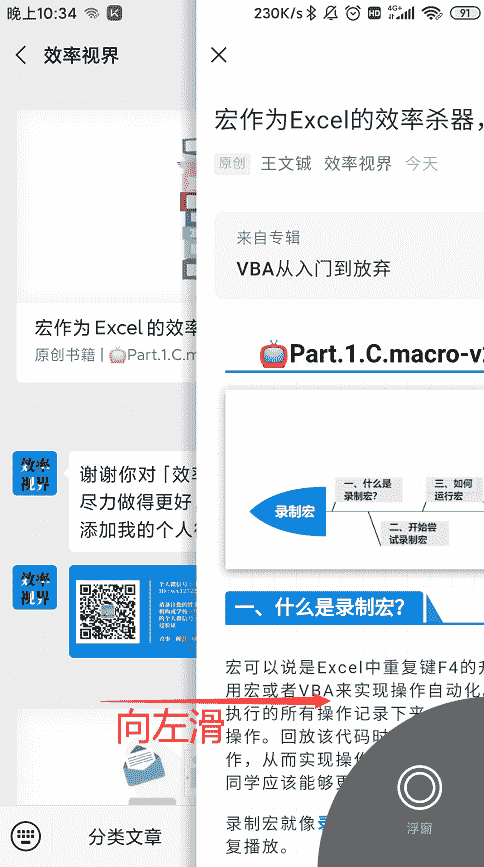 晚上10:34
230K/s
HD
4G+
91
效率视界
宏作为Excel的效率杀器，
原创
王文铖 效率视界 今天
来自专辑
VBA从入门到放弃
宏作为Excel的效率
原创书籍 | Part.1.C.m
Part.1.C.macro-v
一、什么是
录制宏?
三、如何
运行宏
录制宏
二、开始尝
试录制宏
效率
视界
谢谢你对「效率
尽力做得更好
添加我的个人
效率
视界
一、什么是录制宏?
宏可以说是Excel中重复键F4的升
用宏或者VBA来实现操作自动化
执行的所有操作记录下来
操作。回放该代码时
作，从而实现操作
同学应该能够更
向左滑
浮窗
录制宏就像录
复播放。
分类文章